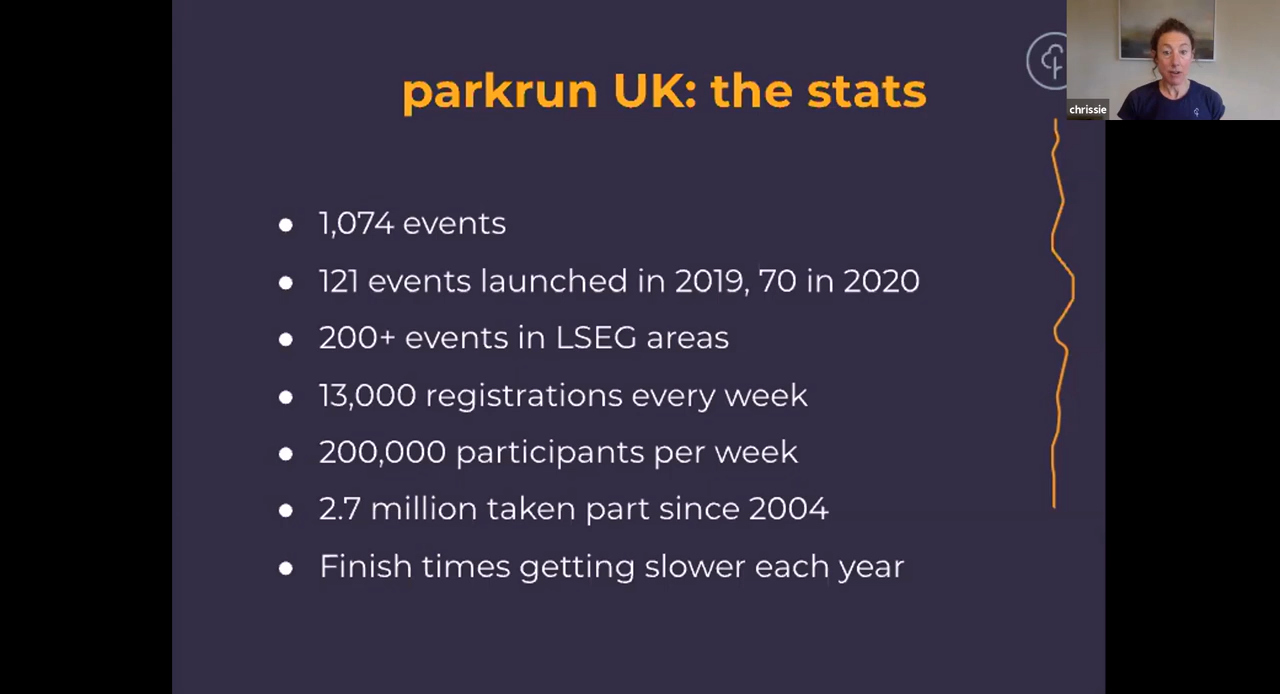 parkrun UK: the stats
chrissie
● 1,074 events
● 121 events launched in 2019, 70 in 2020
● 200+ events in LSEG areas
● 13,000 registrations every week
● 200,000 participants per week
● 2.7 million taken part since 2004
● Finish times getting slower each year